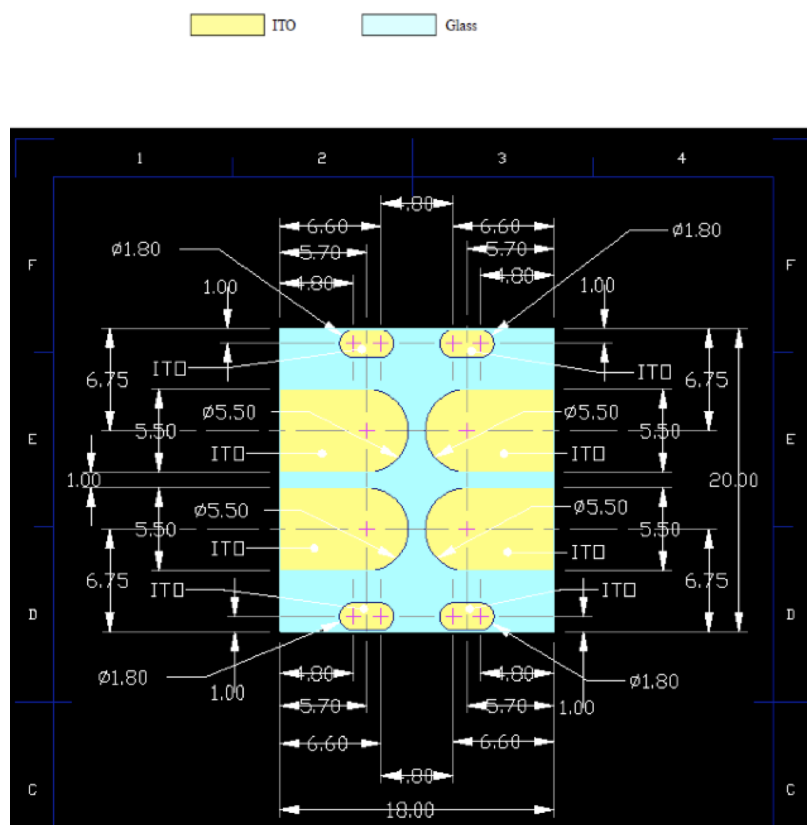 ITO Glass
1 2 3 4
4.80
6.60 6.60
5.70 5.70
ø1.80 ø1.80
4.80 4.80
F F
1.00 1.00
ITO ITO
6.75 6.75
ø5.50 ø5.50
5.50 5.50
E E
ITO ITO
1.00 20.00
ø5.50 ø5.50
5.50 5.50
ITO ITO
6.75 6.75
ITO ITO
D D
4.80 4.80
ø1.80 ø1.80
1.00 1.00
5.70 5.70
6.60 6.60
4.80
C C
18.00